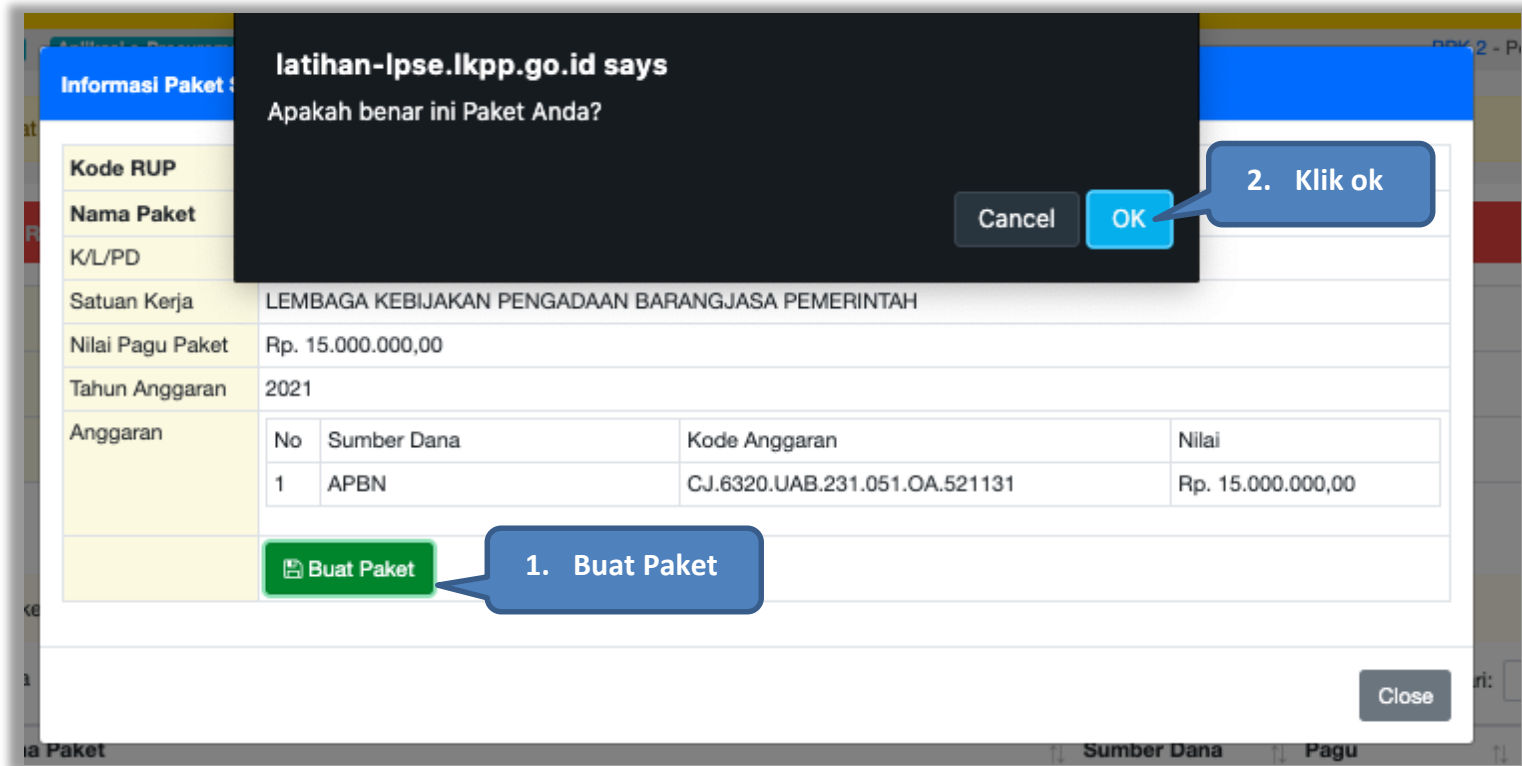 PPK 2 - P
latihan-lpse.lkpp.go.id says
Informasi Paket
Apakah benar ini Paket Anda?
Kode RUP
2. Klik ok
Nama Paket
Cancel OK
K/L/PD
Satuan Kerja LEMBAGA KEBIJAKAN PENGADAAN BARANGJASA PEMERINTAH
Nilai Pagu Paket Rp. 15.000.000,00
Tahun Anggaran 2021
Anggaran No Sumber Dana Kode Anggaran Nilai
1 APBN CJ.6320.UAB.231.051.OA.521131 Rp. 15.000.000,00
Buat Paket 1. Buat Paket
Close
Paket Sumber Dana Pagu